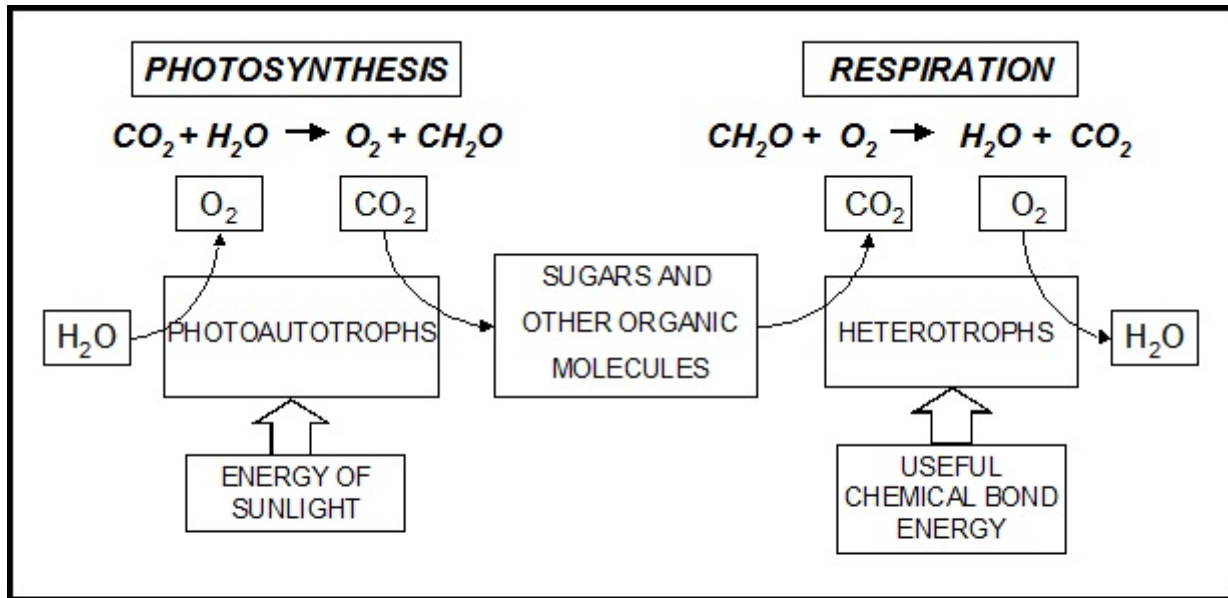 PHOTOSYNTHESIS
CO₂ + H₂O → O₂ + CH₂O
O₂
CO₂
H₂O
PHOTOAUTOTROPHS
ENERGY OF
SUNLIGHT
SUGARS AND
OTHER ORGANIC
MOLECULES
RESPIRATION
CH₂O + O₂ → H₂O + CO₂
CO₂
O₂
HETEROTROPHS
H₂O
USEFUL
CHEMICAL BOND
ENERGY